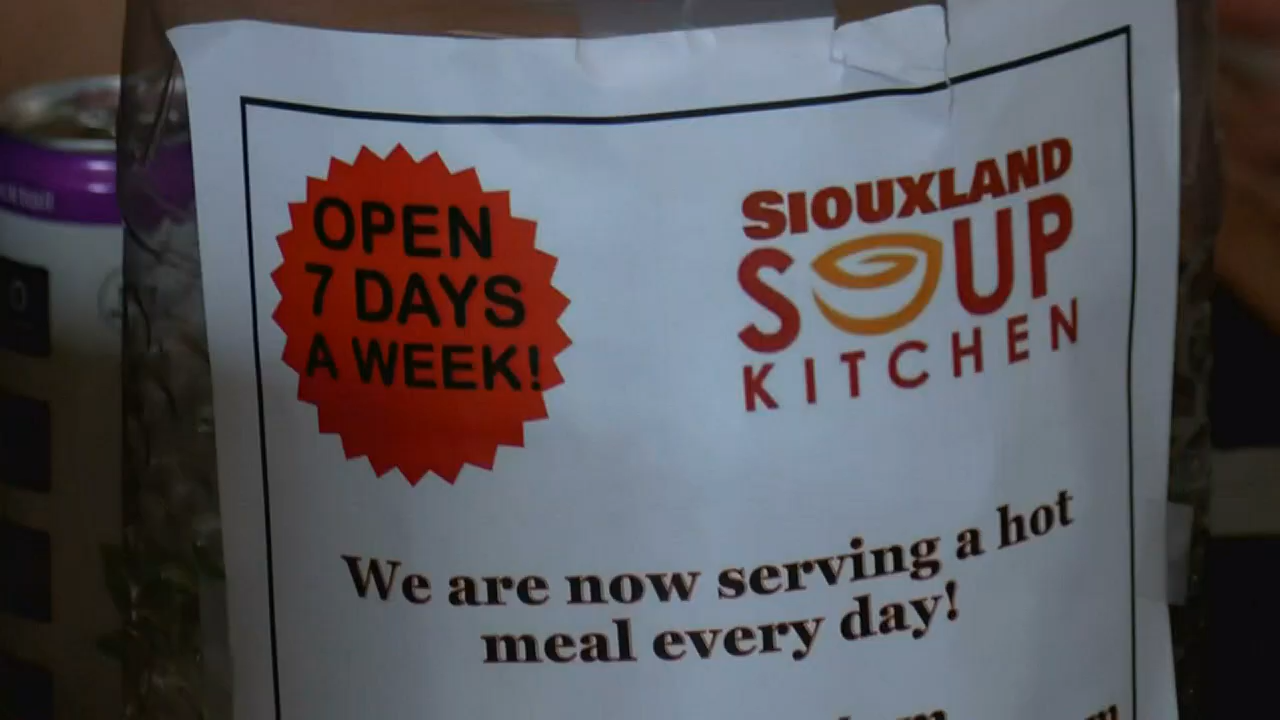 OPEN
7 DAYS
A WEEK!
SIOUXLAND
SOUP
KITCHEN
We are now serving a hot
meal every day!